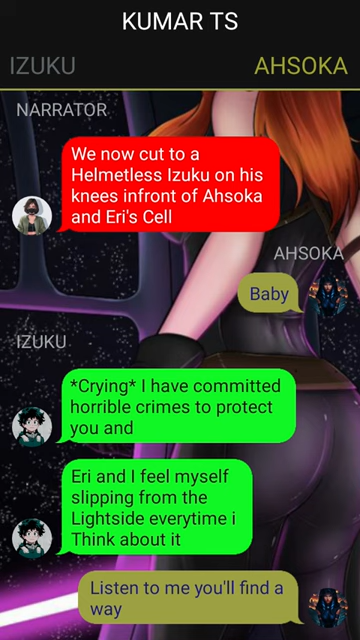 KUMAR TS
IZUKU
AHSOKA
NARRATOR
We now cut to a
Helmetless Izuku on his
knees infront of Ahsoka
and Eri's Cell
AHSOKA
Baby
IZUKU
*Crying* I have committed
horrible crimes to protect
you and
Eri and I feel myself
slipping from the
Lightside everytime i
Think about it
Listen to me you'll find a
way